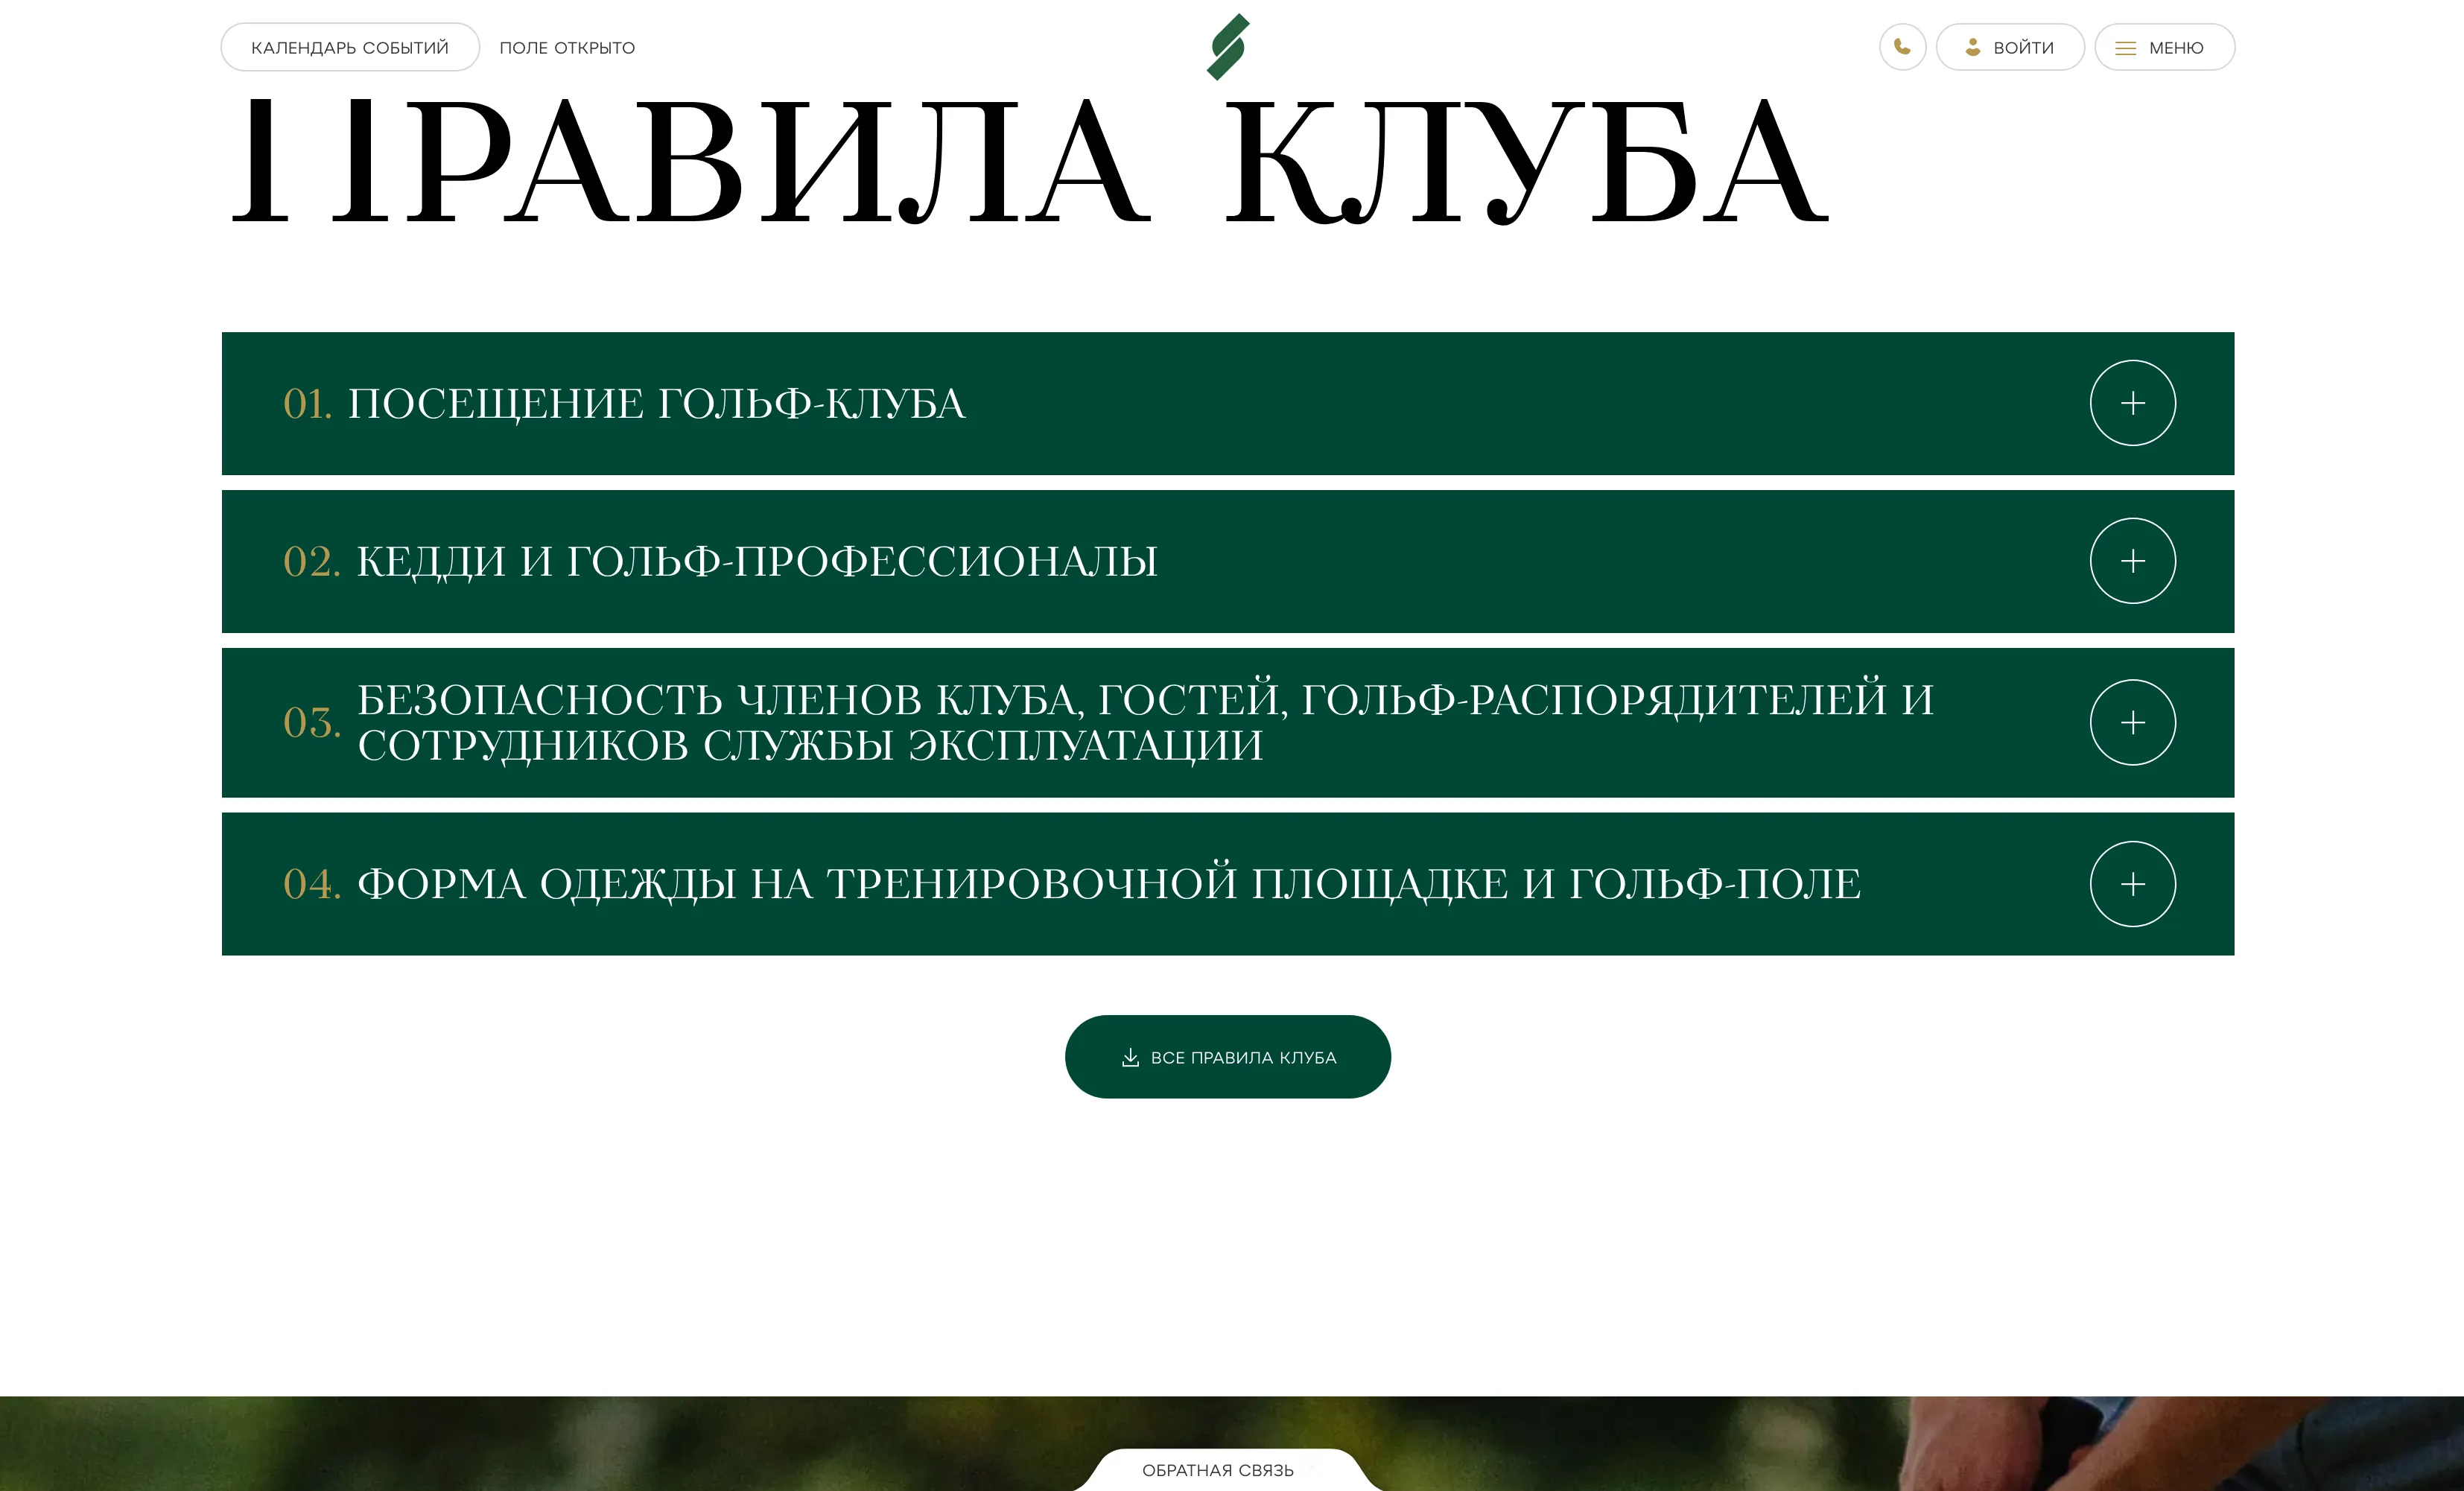 КАЛЕНДАРЬ СОБЫТИЙ
ПОЛЕ ОТКРЫТО
ВОЙТИ
МЕНЮ
ПРАВИЛА КЛУБА
01. ПОСЕЩЕНИЕ ГОЛЬФ-КЛУБА
02. КЕДДИ И ГОЛЬФ-ПРОФЕССИОНАЛЫ
03. БЕЗОПАСНОСТЬ ЧЛЕНОВ КЛУБА, ГОСТЕЙ, ГОЛЬФ-РАСПОРЯДИТЕЛЕЙ И
СОТРУДНИКОВ СЛУЖБЫ ЭКСПЛУАТАЦИИ
04. ФОРМА ОДЕЖДЫ НА ТРЕНИРОВОЧНОЙ ПЛОЩАДКЕ И ГОЛЬФ-ПОЛЕ
ВСЕ ПРАВИЛА КЛУБА
ОБРАТНАЯ СВЯЗЬ